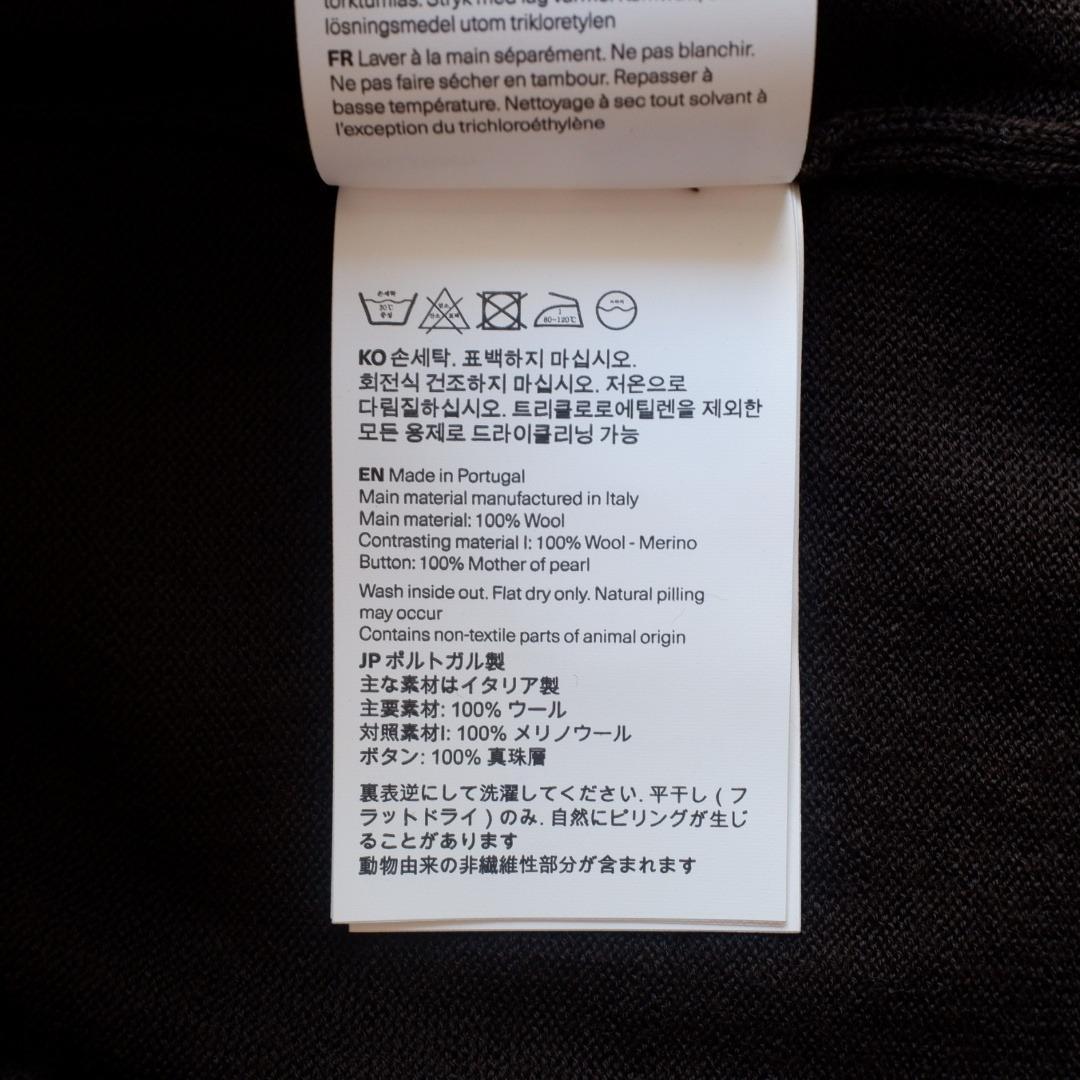 torktumlas. Stryk med låg värme.
lösningsmedel utom trikloretylen
FR Laver à la main séparément. Ne pas blanchir.
Ne pas faire sécher en tambour. Repasser à
basse température. Nettoyage à sec tout solvant à
l'exception du trichloroéthylène
손세탁
30℃
중성
80~120℃
KO 손세탁. 표백하지 마십시오.
회전식 건조하지 마십시오. 저온으로
다림질하십시오. 트리클로로에틸렌을 제외한
모든 용제로 드라이클리닝 가능
EN Made in Portugal
Main material manufactured in Italy
Main material: 100% Wool
Contrasting material I: 100% Wool - Merino
Button: 100% Mother of pearl
Wash inside out. Flat dry only. Natural pilling
may occur
Contains non-textile parts of animal origin
JP ポルトガル製
主な素材はイタリア製
主要素材: 100% ウール
対照素材I: 100% メリノウール
ボタン: 100% 真珠層
裏表逆にして洗濯してください. 平干し ( フ
ラットドライ ) のみ. 自然にピリングが生じ
ることがあります
動物由来の非繊維性部分が含まれます